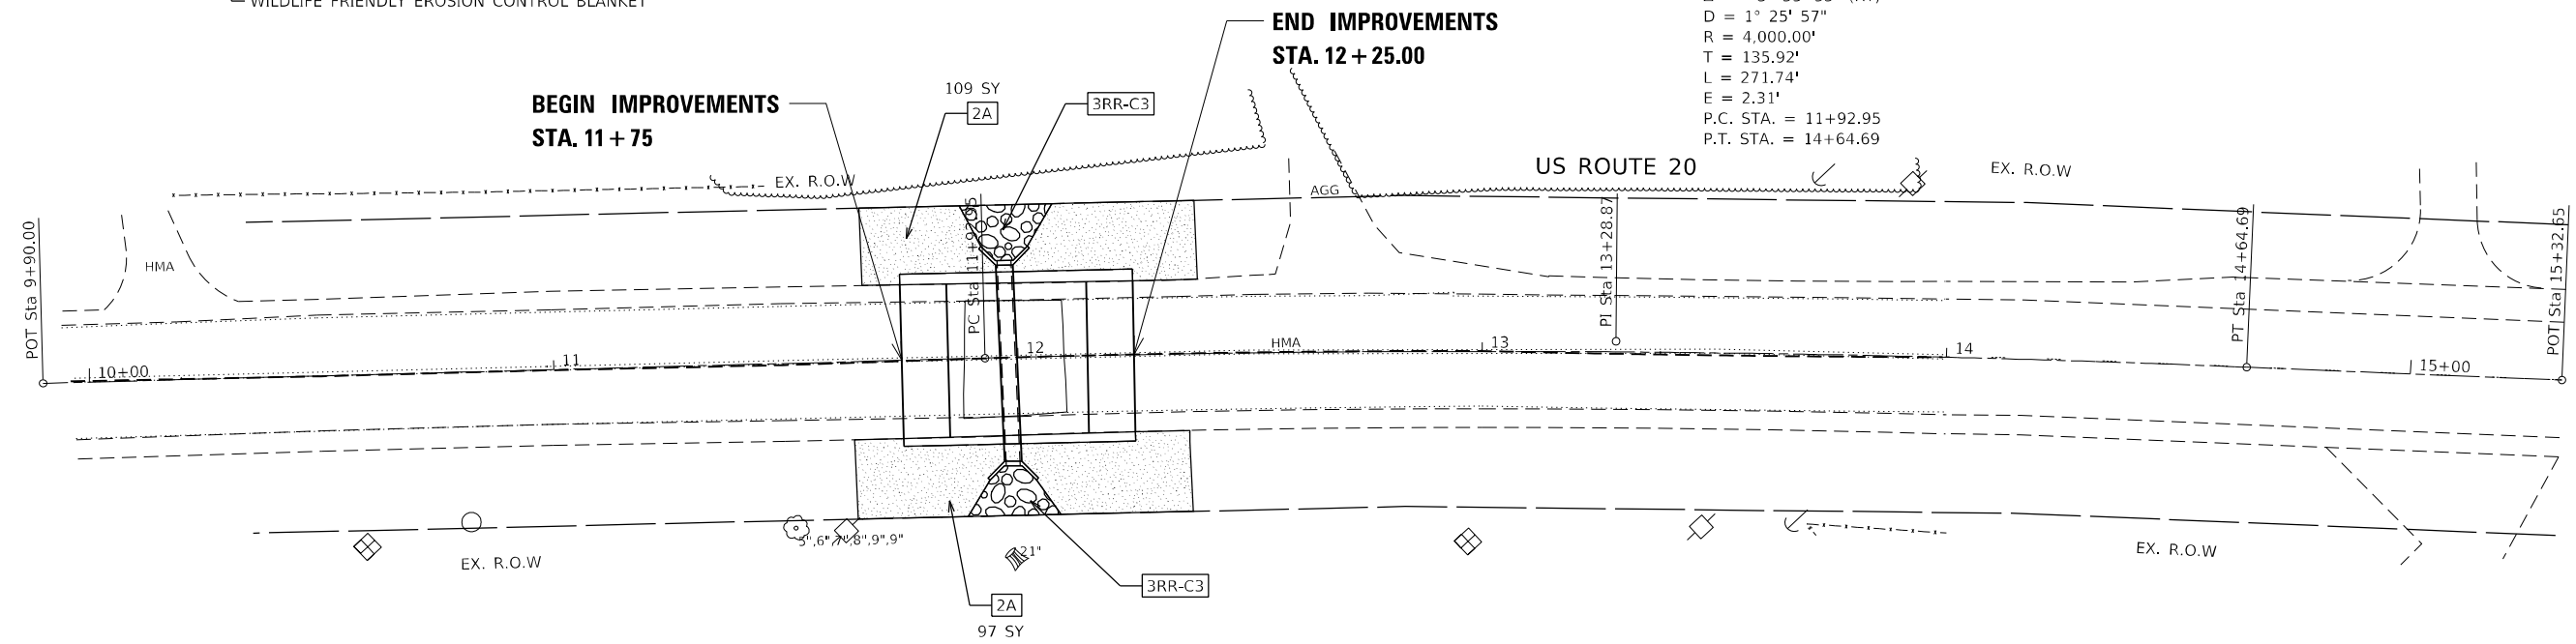 WILDLIFE FRIENDLY EROSION CONTROL BLANKET
D = 1° 25' 57"
R = 4,000.00'
T = 135.92'
L = 271.74'
E = 2.31'
P.C. STA. = 11+92.95
P.T. STA. = 14+64.69
END IMPROVEMENTS
STA. 12 + 25.00
BEGIN IMPROVEMENTS
STA. 11 + 75
109 SY
2A
3RR-C3
US ROUTE 20
EX. R.O.W
EX. R.O.W
AGG
POT Sta 9+90.00
HMA
PC Sta 11+92.95
PI Sta 13+28.87
PT Sta 14+64.69
POT Sta 15+32.65
10+00
11
12
HMA
13
14
15+00
EX. R.O.W
5",6",7",8",9",9"
21"
EX. R.O.W
3RR-C3
2A
97 SY